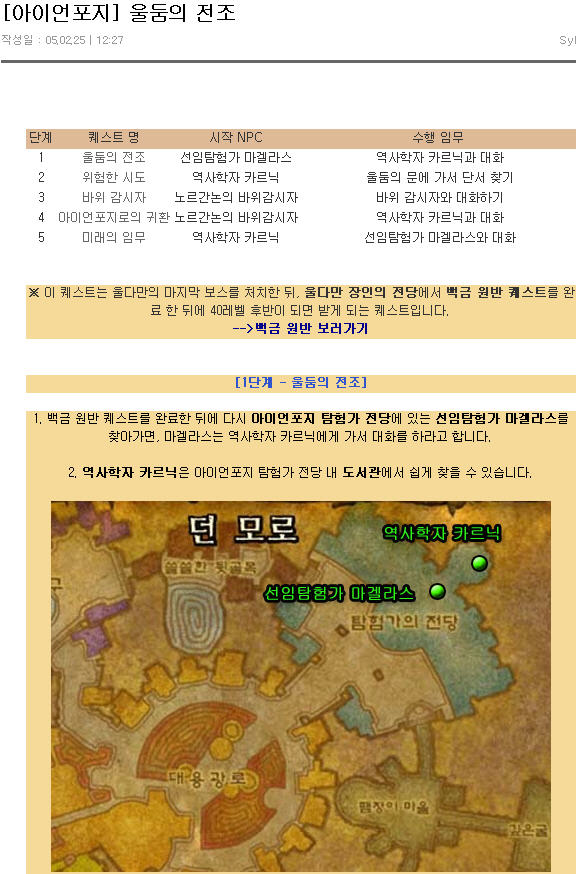 [아이언포지] 울둠의 전조
작성일 : 05.02.25 | 12:27
Syl
단계 퀘스트 명 시작 NPC 수행 임무
1 울둠의 전조 선임탐험가 마겔라스 역사학자 카르닉과 대화
2 위험한 시도 역사학자 카르닉 울둠의 문에 가서 단서 찾기
3 바위 감시자 노르간논의 바위감시자 바위 감시자와 대화하기
4 아이언포지로의 귀환 노르간논의 바위감시자 역사학자 카르닉과 대화
5 미래의 임무 역사학자 카르닉 선임탐험가 마겔라스와 대화
※ 이 퀘스트는 울다만의 마지막 보스를 처치한 뒤, 울다만 장인의 전당에서 백금 원반 퀘스트를 완
료 한 뒤에 40레벨 후반이 되면 받게 되는 퀘스트입니다.
-->백금 원반 보러가기
[1단계 - 울둠의 전조]
1. 백금 원반 퀘스트를 완료한 뒤에 다시 아이언포지 탐험가 전당에 있는 선임탐험가 마겔라스를
찾아가면, 마겔라스는 역사학자 카르닉에게 가서 대화를 하라고 합니다.
2. 역사학자 카르닉은 아이언포지 탐험가 전당 내 도서관에서 쉽게 찾을 수 있습니다.
던 모로
역사학자 카르닉
쓸쓸한 뒷골목
구
선임탐험가 마겔라스
탐험가의 전당
대용광로
땜장이 마을
깊은굴